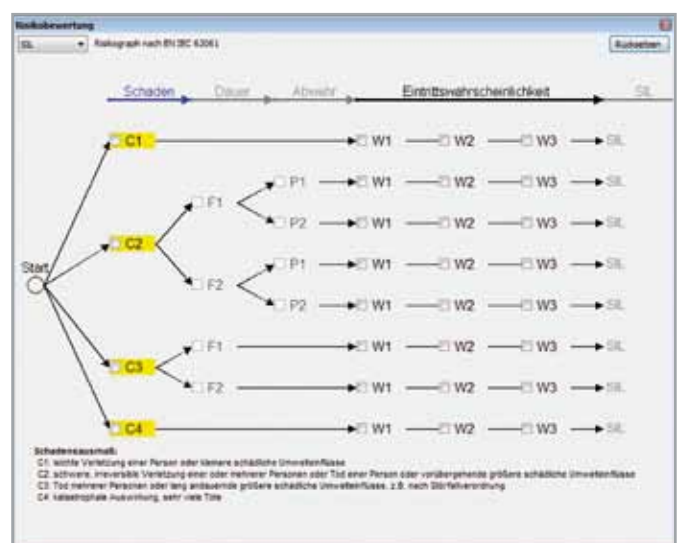 Risikobewertung
SIL Risikograph nach EN IEC 62061 Rücksetzen
Schaden Dauer Abwehr Eintrittswahrscheinlichkeit SIL
C1 W1 W2 W3 SIL
P1 W1 W2 W3 SIL
F1
P2 W1 W2 W3 SIL
C2
P1 W1 W2 W3 SIL
Start
F2
P2 W1 W2 W3 SIL
F1 W1 W2 W3 SIL
C3
F2 W1 W2 W3 SIL
C4 W1 W2 W3 SIL
Schadensausmaß:
C1: leichte Verletzung einer Person oder kleinere schädliche Umwelteinflüsse
C2: schwere, irreversible Verletzung einer oder mehrerer Personen oder Tod einer Person oder vorübergehende größere schädliche Umwelteinflüsse
C3: Tod mehrerer Personen oder lang andauernde größere schädliche Umwelteinflüsse, z.B. nach Störfallverordnung
C4: katastrophale Auswirkung, sehr viele Tote